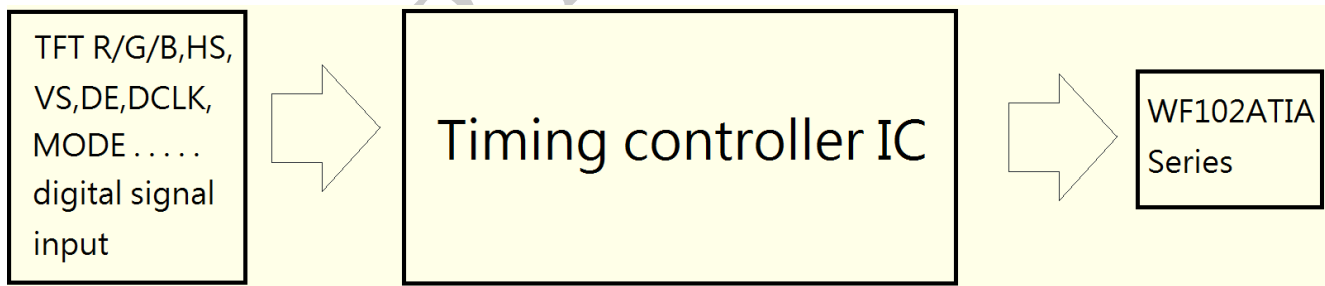 TFT R/G/B,HS,
VS,DE,DCLK,
MODE . . . . .
digital signal
input
Timing controller IC
WF102ATIA
Series